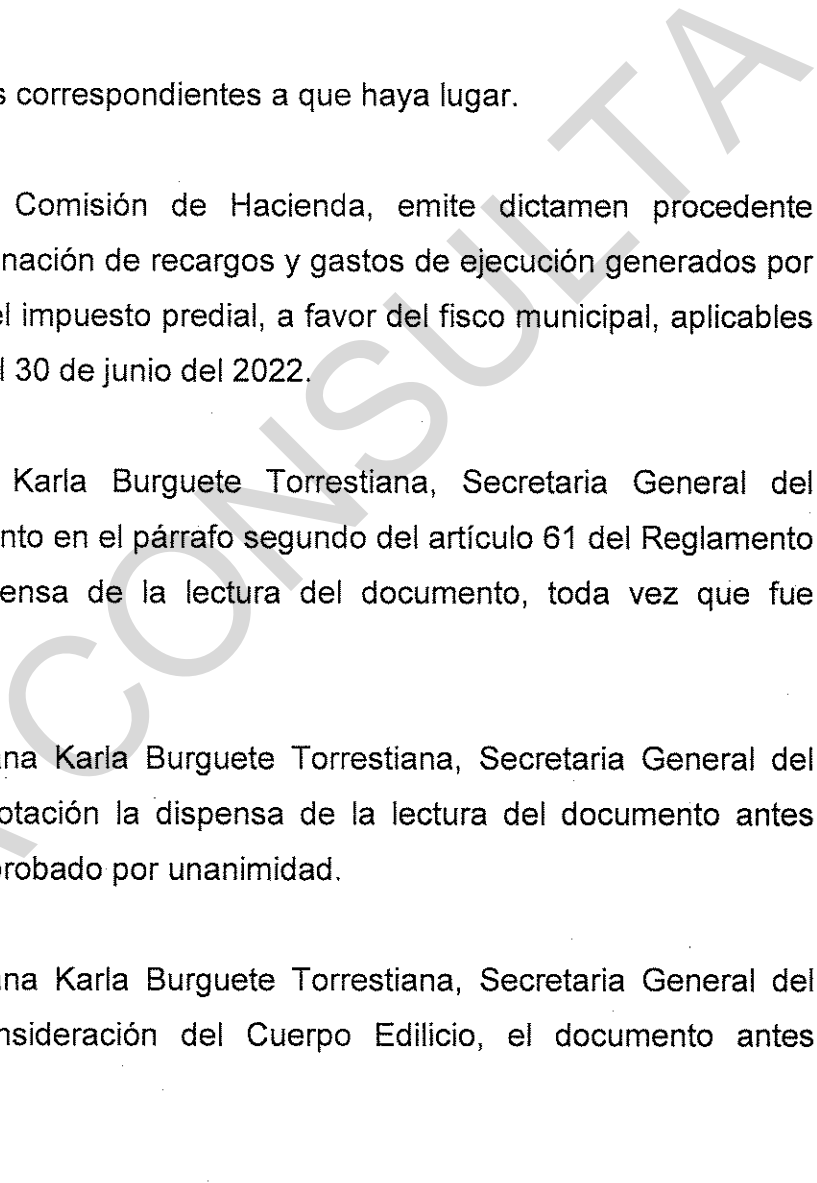 s correspondientes a que haya lugar.
Comisión de Hacienda, emite dictamen procedente
nación de recargos y gastos de ejecución generados por
el impuesto predial, a favor del fisco municipal, aplicables
l 30 de junio del 2022.
Karla Burguete Torrestiana, Secretaria General del
nto en el párrafo segundo del artículo 61 del Reglamento
ensa de la lectura del documento, toda vez que fue
na Karla Burguete Torrestiana, Secretaria General del
otación la dispensa de la lectura del documento antes
probado por unanimidad.
na Karla Burguete Torrestiana, Secretaria General del
nsideración del Cuerpo Edilicio, el documento antes
A CONSULTA